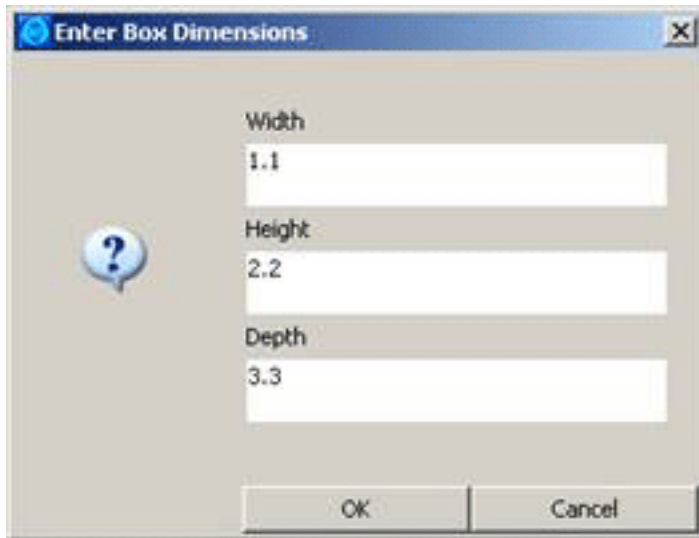 Enter Box Dimensions
Width
1.1
Height
2.2
Depth
3.3
OK Cancel